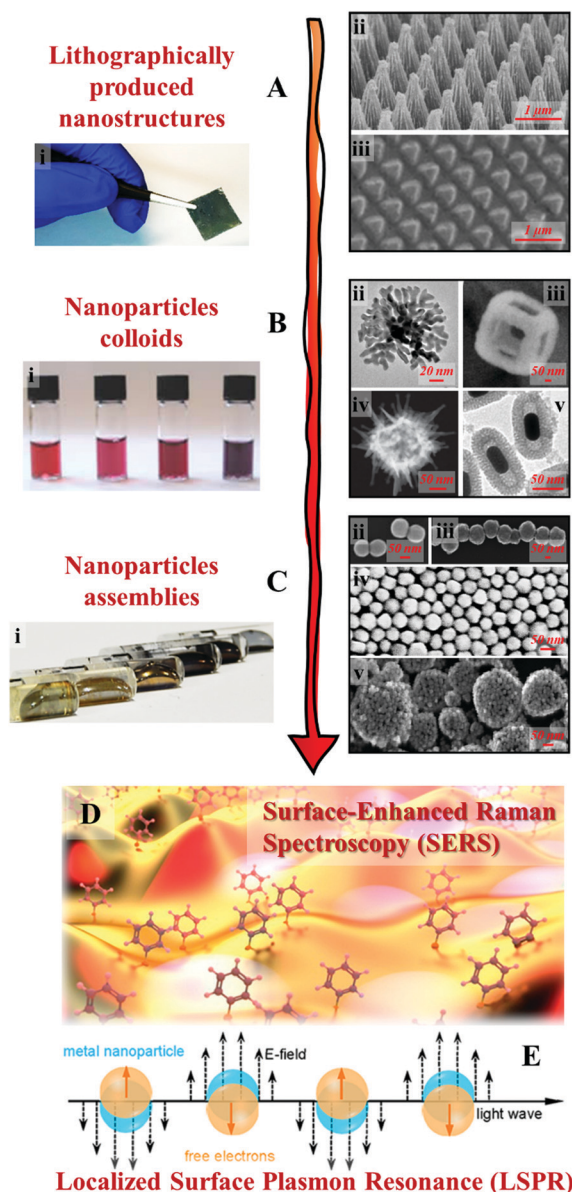 Lithographically
produced
nanostructures
A
i
ii
1 µm
iii
1 µm
Nanoparticles
colloids
B
i
ii
20 nm
iii
50 nm
iv
50 nm
v
50 nm
Nanoparticles
assemblies
C
i
ii
50 nm
iii
50 nm
iv
50 nm
v
50 nm
D
Surface-Enhanced Raman
Spectroscopy (SERS)
E
metal nanoparticle
E-field
light wave
free electrons
Localized Surface Plasmon Resonance (LSPR)